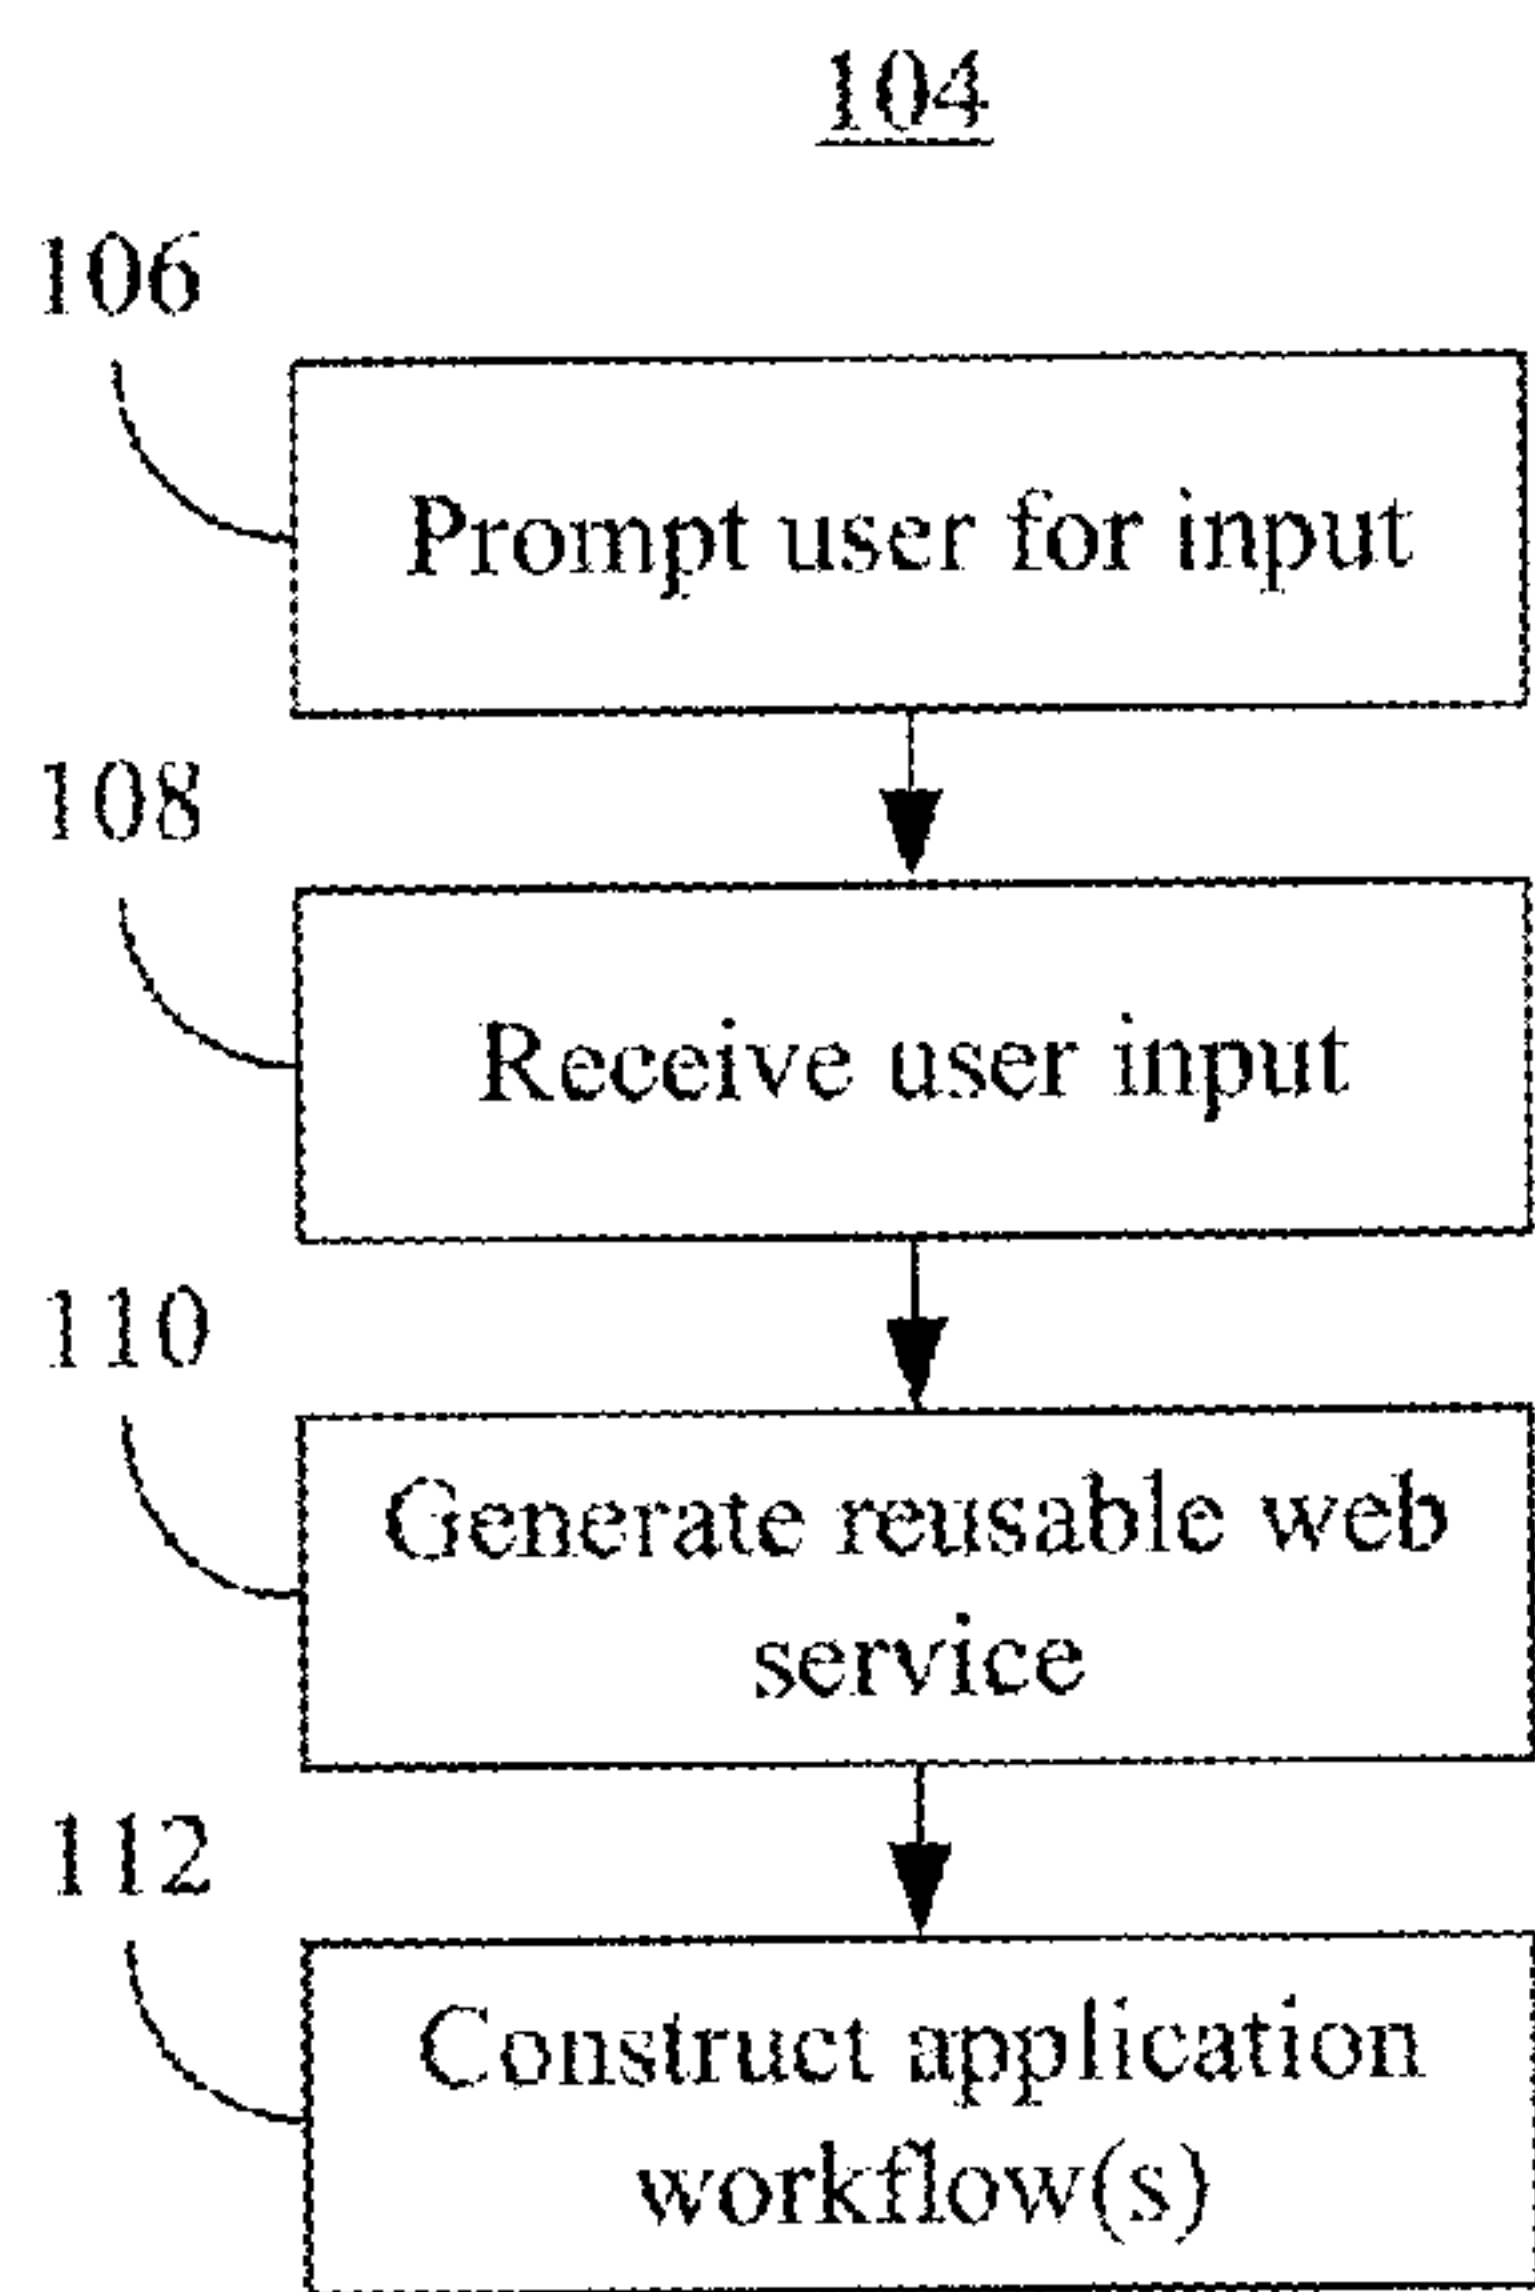 104
106
Prompt user for input
108
Receive user input
110
Generate reusable web
service
112
Construct application
workflow(s)